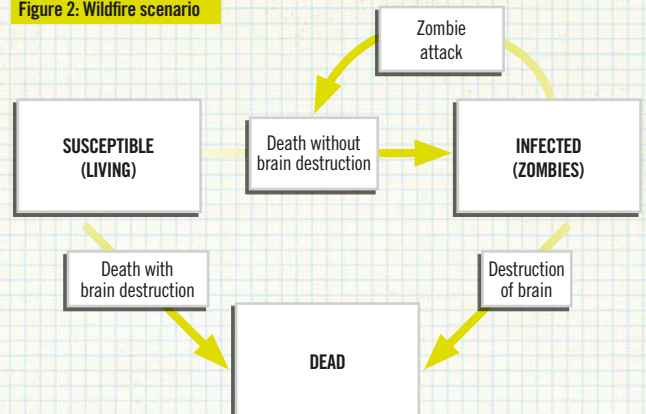 Figure 2: Wildfire scenario
Zombie
attack
SUSCEPTIBLE
(LIVING)
Death without
brain destruction
INFECTED
(ZOMBIES)
Death with
brain destruction
Destruction
of brain
DEAD